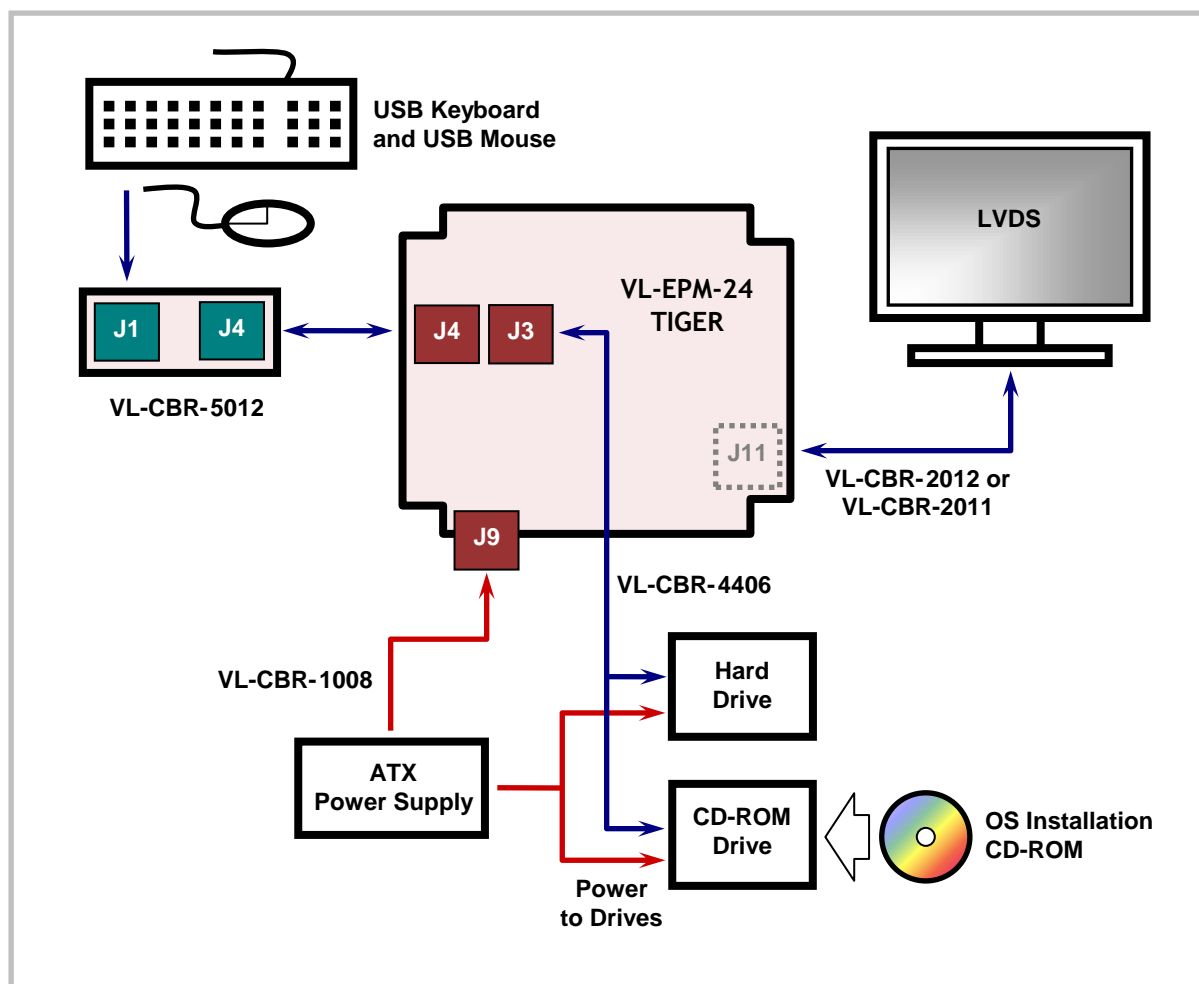 USB Keyboard
and USB Mouse
LVDS
VL-EPM-24
TIGER
J1
J4
J4
J3
VL-CBR-5012
J11
VL-CBR-2012 or
VL-CBR-2011
J9
VL-CBR-4406
VL-CBR-1008
Hard
Drive
ATX
Power Supply
CD-ROM
Drive
OS Installation
CD-ROM
Power
to Drives